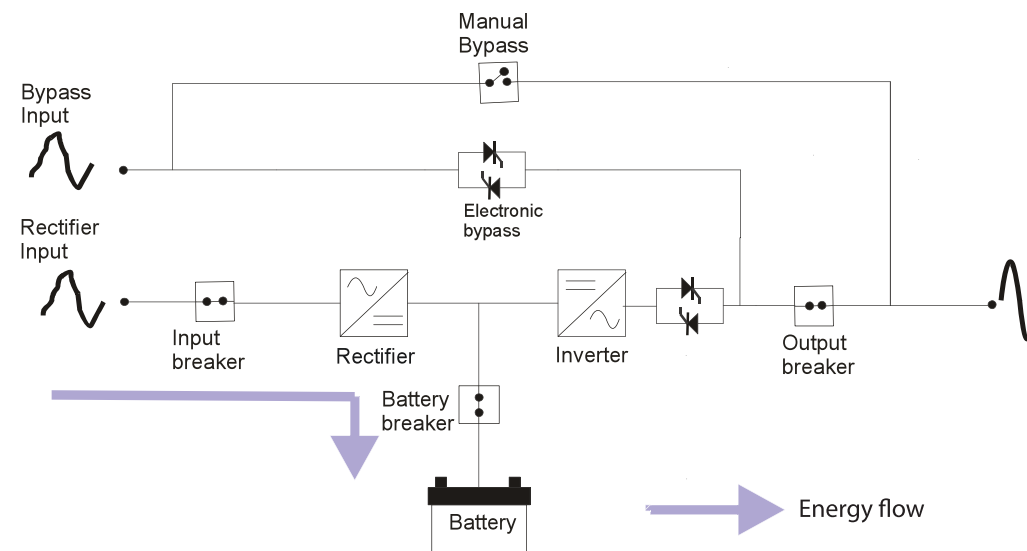 Manual
Bypass
Bypass
Input
Electronic
bypass
Rectifier
Input
Input
breaker
Rectifier
Inverter
Output
breaker
Battery
breaker
Battery
Energy flow